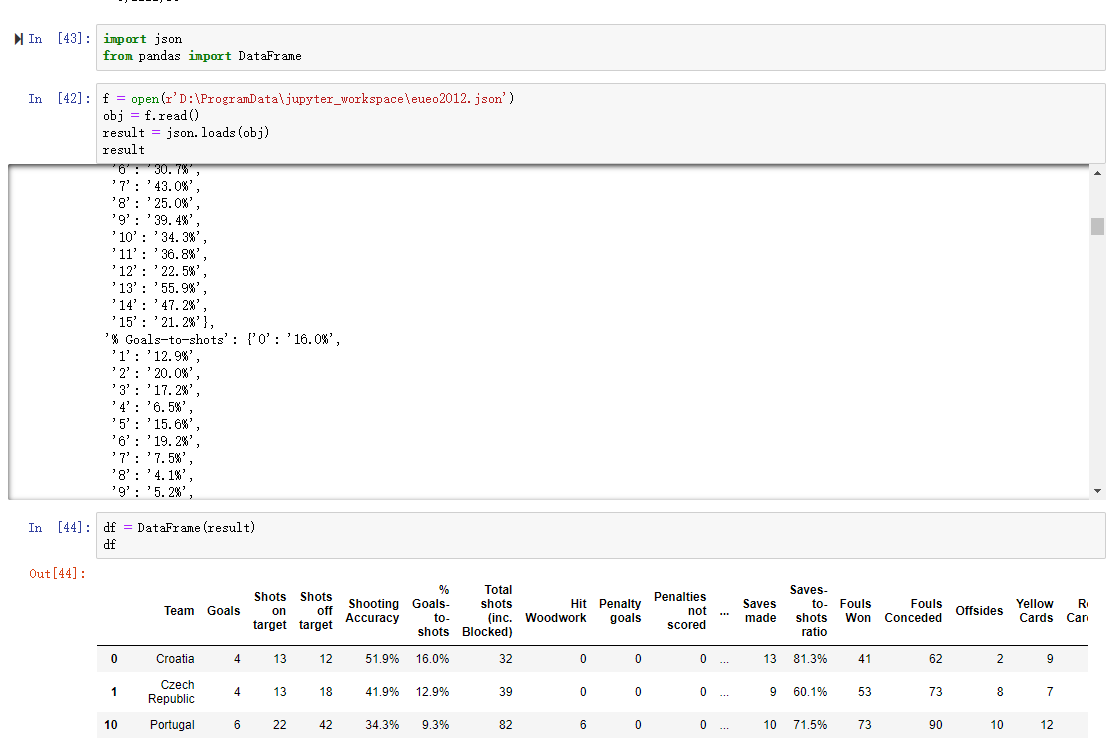 In [43]: import json
from pandas import DataFrame
In [42]: f = open(r'D:\ProgramData\jupyter_workspace\eueo2012.json')
obj = f.read()
result = json.loads(obj)
result
'6': '30.7%',
'7': '43.0%',
'8': '25.0%',
'9': '39.4%',
'10': '34.3%',
'11': '36.8%',
'12': '22.5%',
'13': '55.9%',
'14': '47.2%',
'15': '21.2%'},
'% Goals-to-shots': {'0': '16.0%',
'1': '12.9%',
'2': '20.0%',
'3': '17.2%',
'4': '6.5%',
'5': '15.6%',
'6': '19.2%',
'7': '7.5%',
'8': '4.1%',
'9': '5.2%',
In [44]: df = DataFrame(result)
df
Out[44]:
Team Goals Shots on target Shots off target Shooting Accuracy % Goals-to-shots Total shots (inc. Blocked) Hit Woodwork Penalty goals Penalties not scored ... Saves made Saves-to-shots ratio Fouls Won Fouls Conceded Offsides Yellow Cards
0 Croatia 4 13 12 51.9% 16.0% 32 0 0 0 ... 13 81.3% 41 62 2 9
1 Czech Republic 4 13 18 41.9% 12.9% 39 0 0 0 ... 9 60.1% 53 73 8 7
10 Portugal 6 22 42 34.3% 9.3% 82 6 0 0 ... 10 71.5% 73 90 10 12